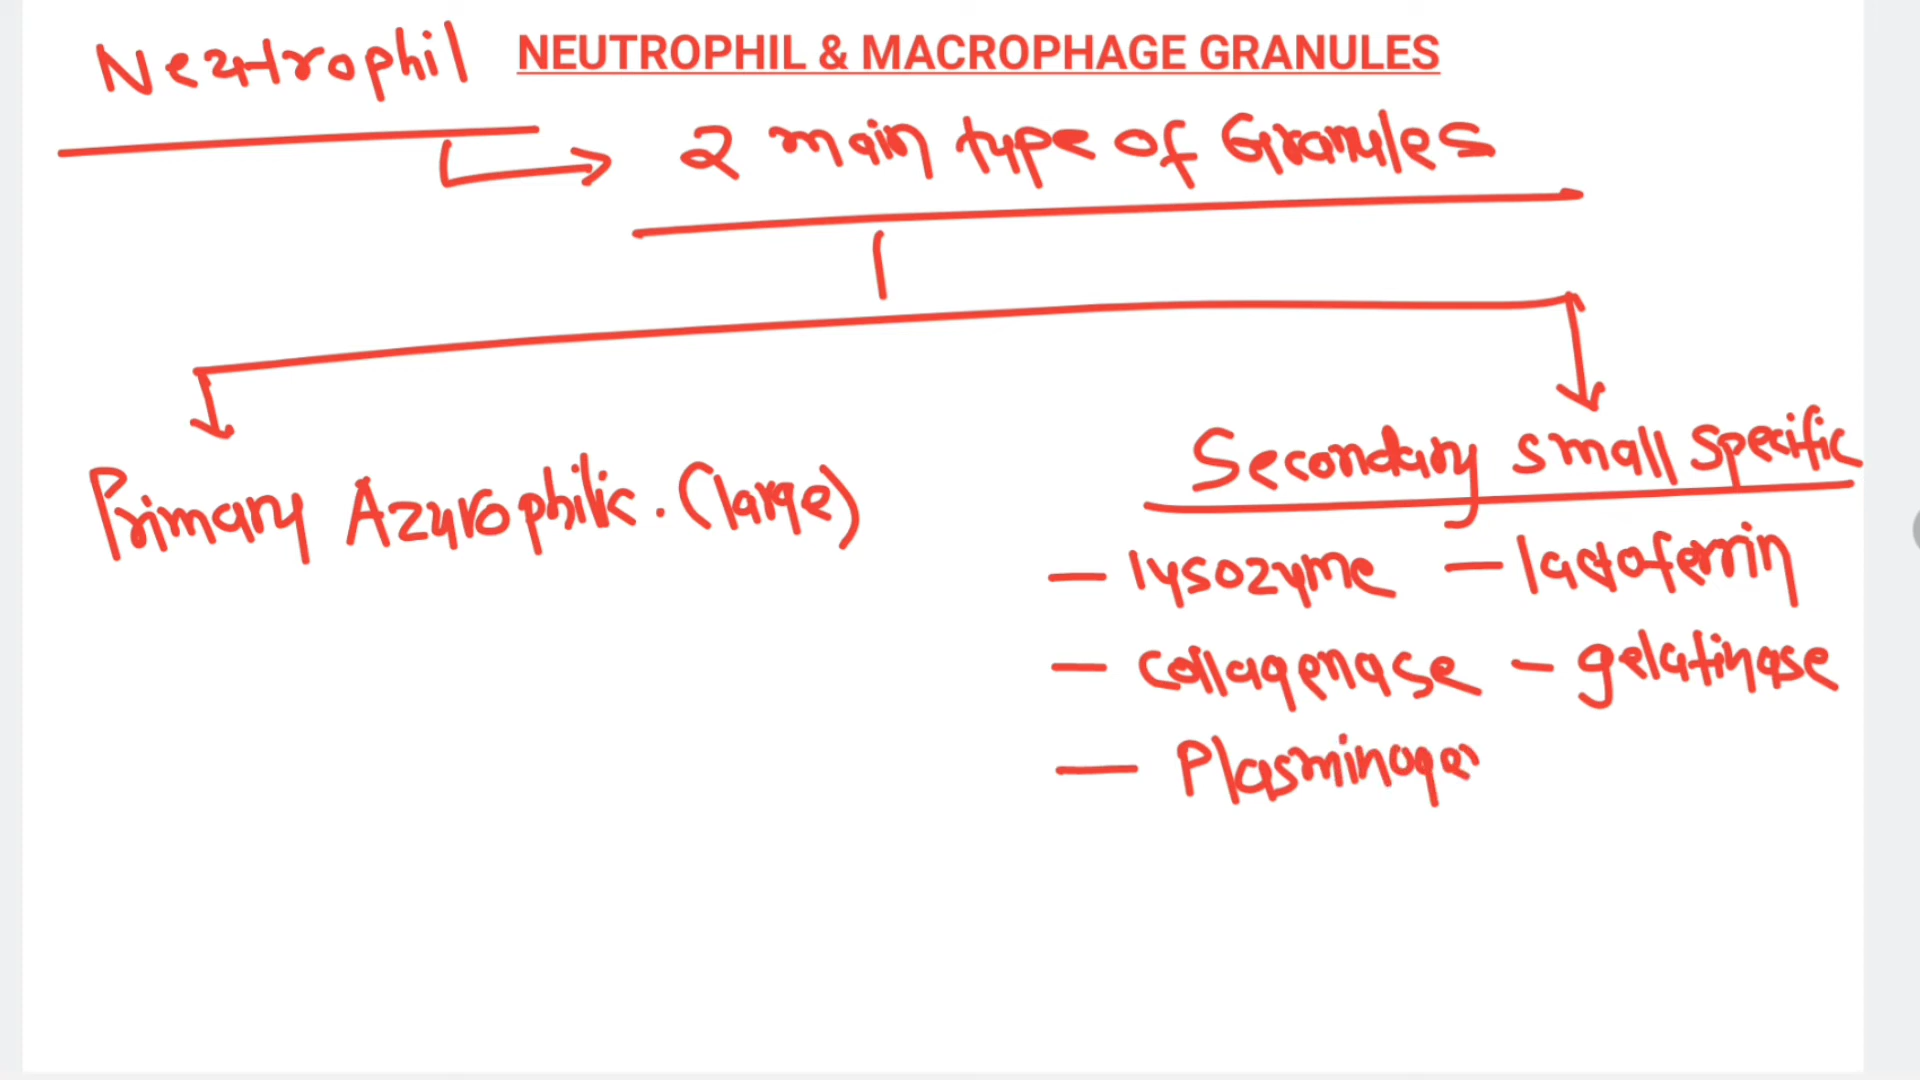 Neutrophil NEUTROPHIL & MACROPHAGE GRANULES
2 main type of Granules
Secondary small specific
Primary Azurophilic. (large)
- lysozyme - lactoferrin
- collagenase - gelatinase
- Plasminogen